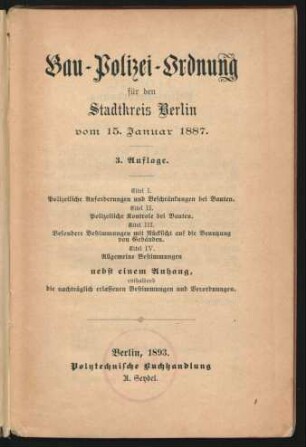 Bau-Polizei-Ordnung
für den
Stadtkreis Berlin
vom 15. Januar 1887.
3. Auflage.
Titel I.
Polizeiliche Anforderungen und Beschränkungen bei Bauten.
Titel II.
Polizeiliche Kontrole bei Bauten.
Titel III.
Besondere Bestimmungen mit Rücksicht auf die Benutzung
von Gebäuden.
Titel IV.
Allgemeine Bestimmungen
nebst einem Anhang,
enthaltend
die nachträglich erlassenen Bestimmungen und Verordnungen.
Berlin, 1893.
Polytechnische Buchhandlung
A. Seydel.